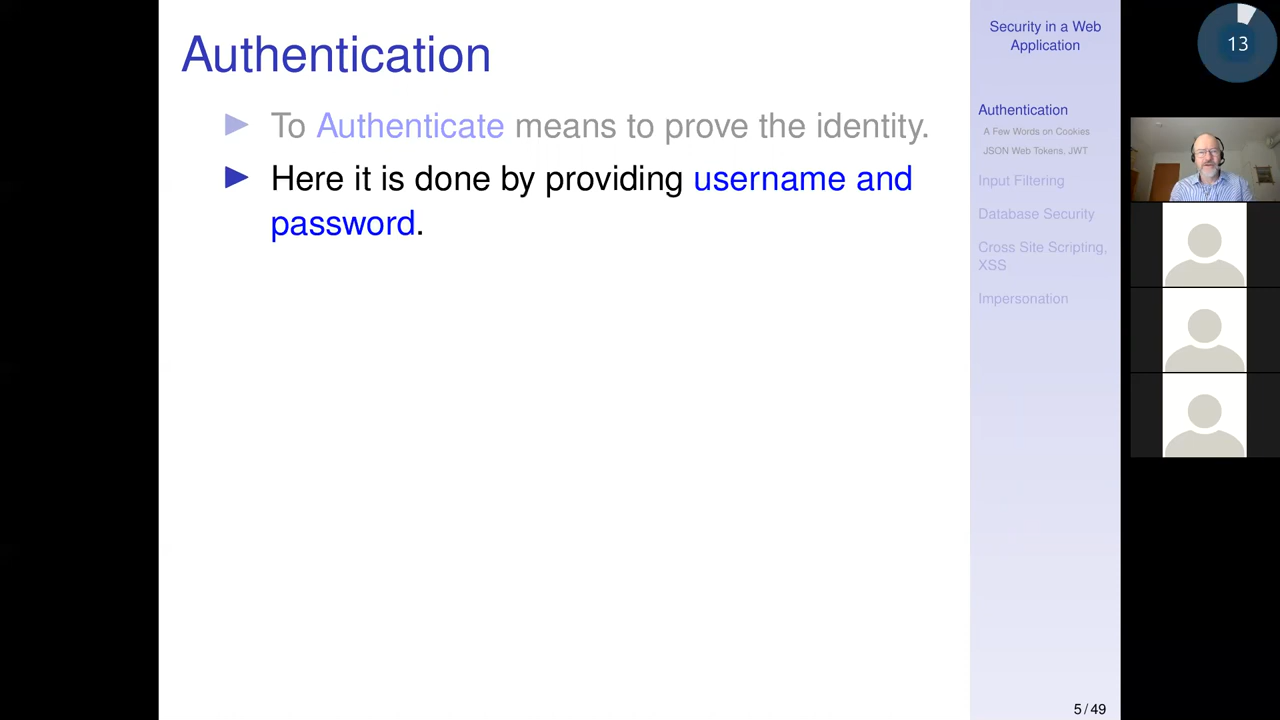 Authentication
To Authenticate means to prove the identity.
Here it is done by providing username and
password.
Security in a Web
Application
Authentication
A Few Words on Cookies
JSON Web Tokens, JWT
Input Filtering
Database Security
Cross Site Scripting,
XSS
Impersonation
5 / 49
13